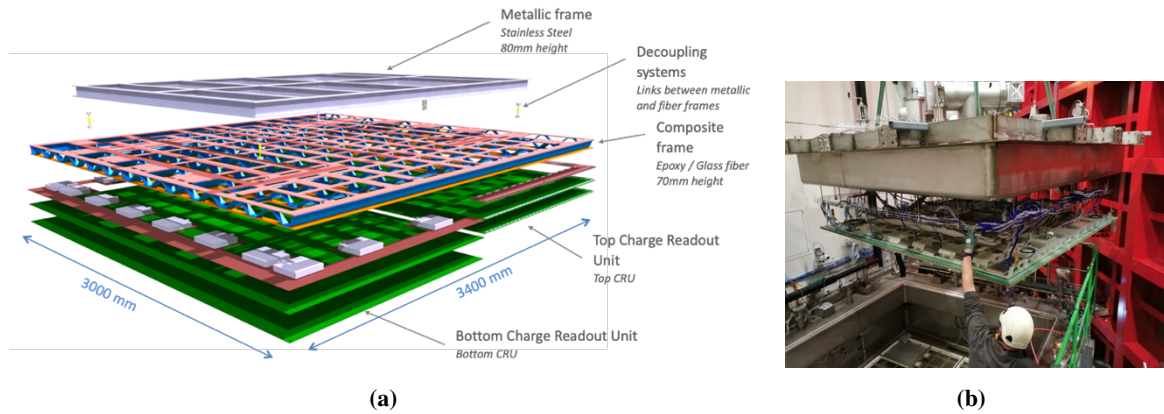 Metallic frame
Stainless Steel
80mm height
Decoupling
systems
Links between metallic
and fiber frames
Composite
frame
Epoxy / Glass fiber
70mm height
Top Charge Readout
Unit
Top CRU
3000 mm
3400 mm
Bottom Charge Readout Unit
Bottom CRU
(a)
(b)